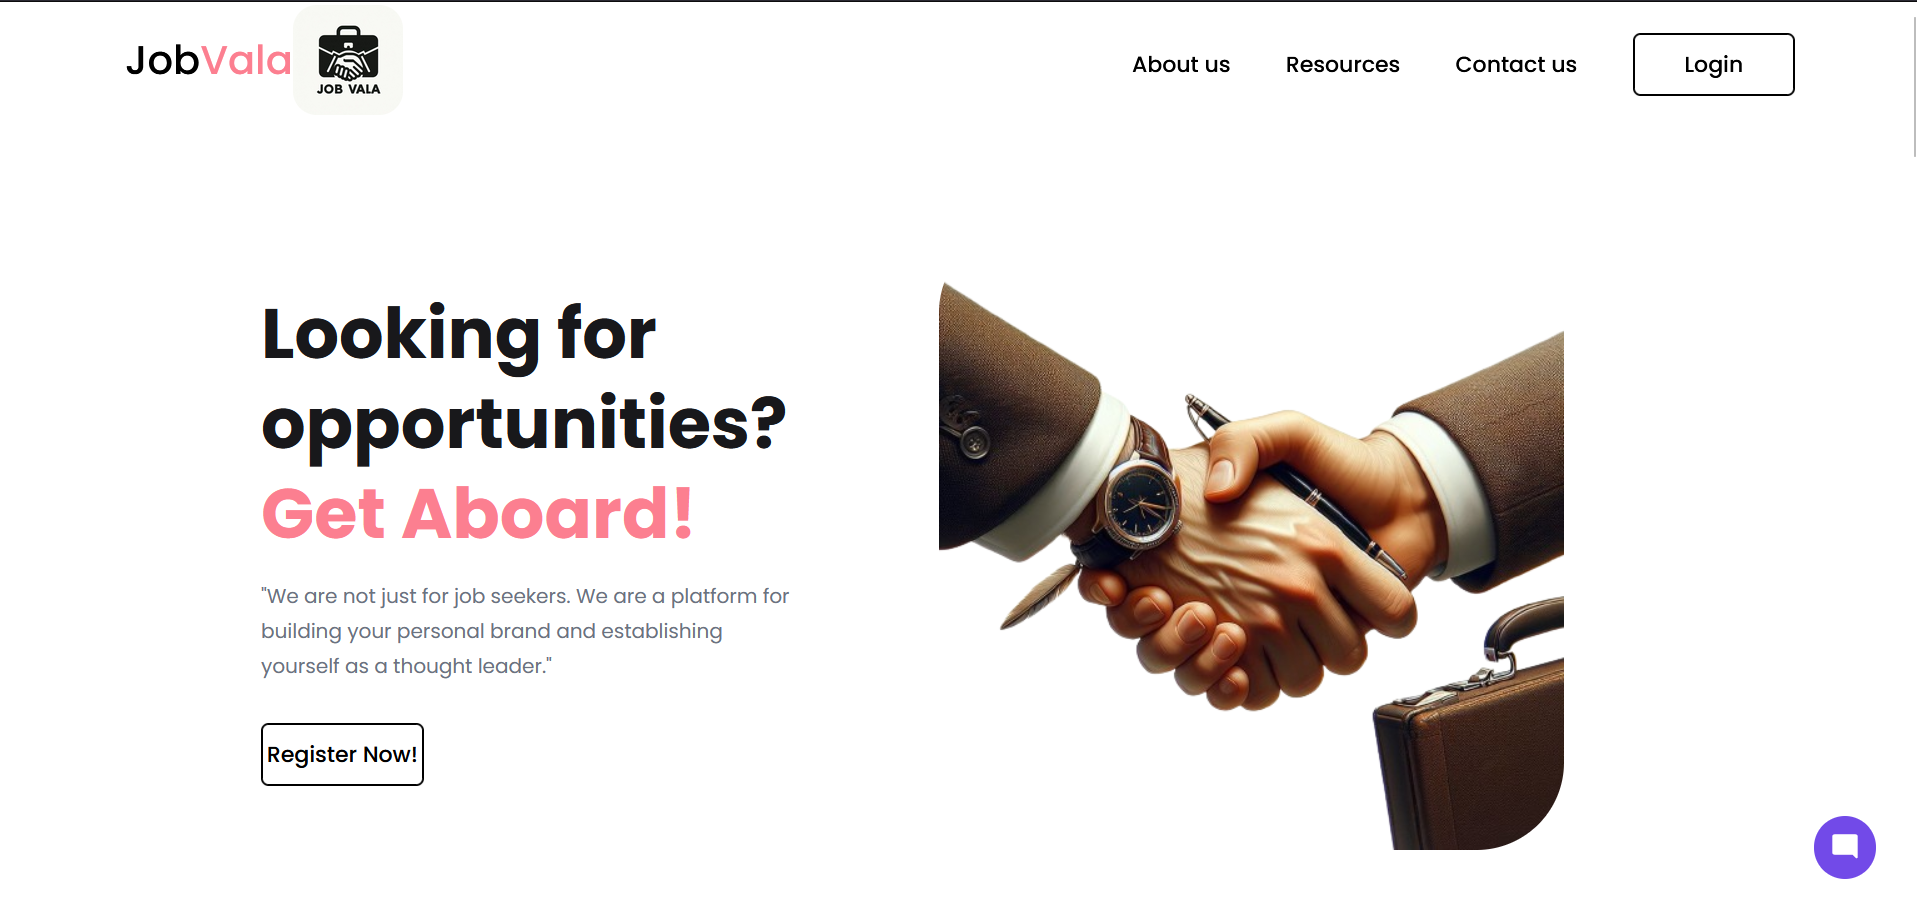 JobVala
JOB VALA
About us
Resources
Contact us
Login
Looking for
opportunities?
Get Aboard!
"We are not just for job seekers. We are a platform for
building your personal brand and establishing
yourself as a thought leader."
Register Now!